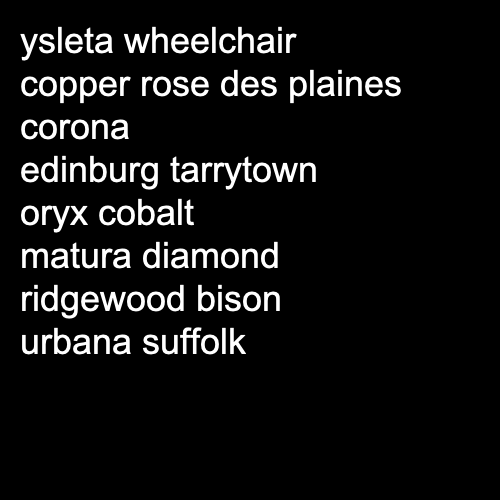 ysleta wheelchair
copper rose des plaines
corona
edinburg tarrytown
oryx cobalt
matura diamond
ridgewood bison
urbana suffolk